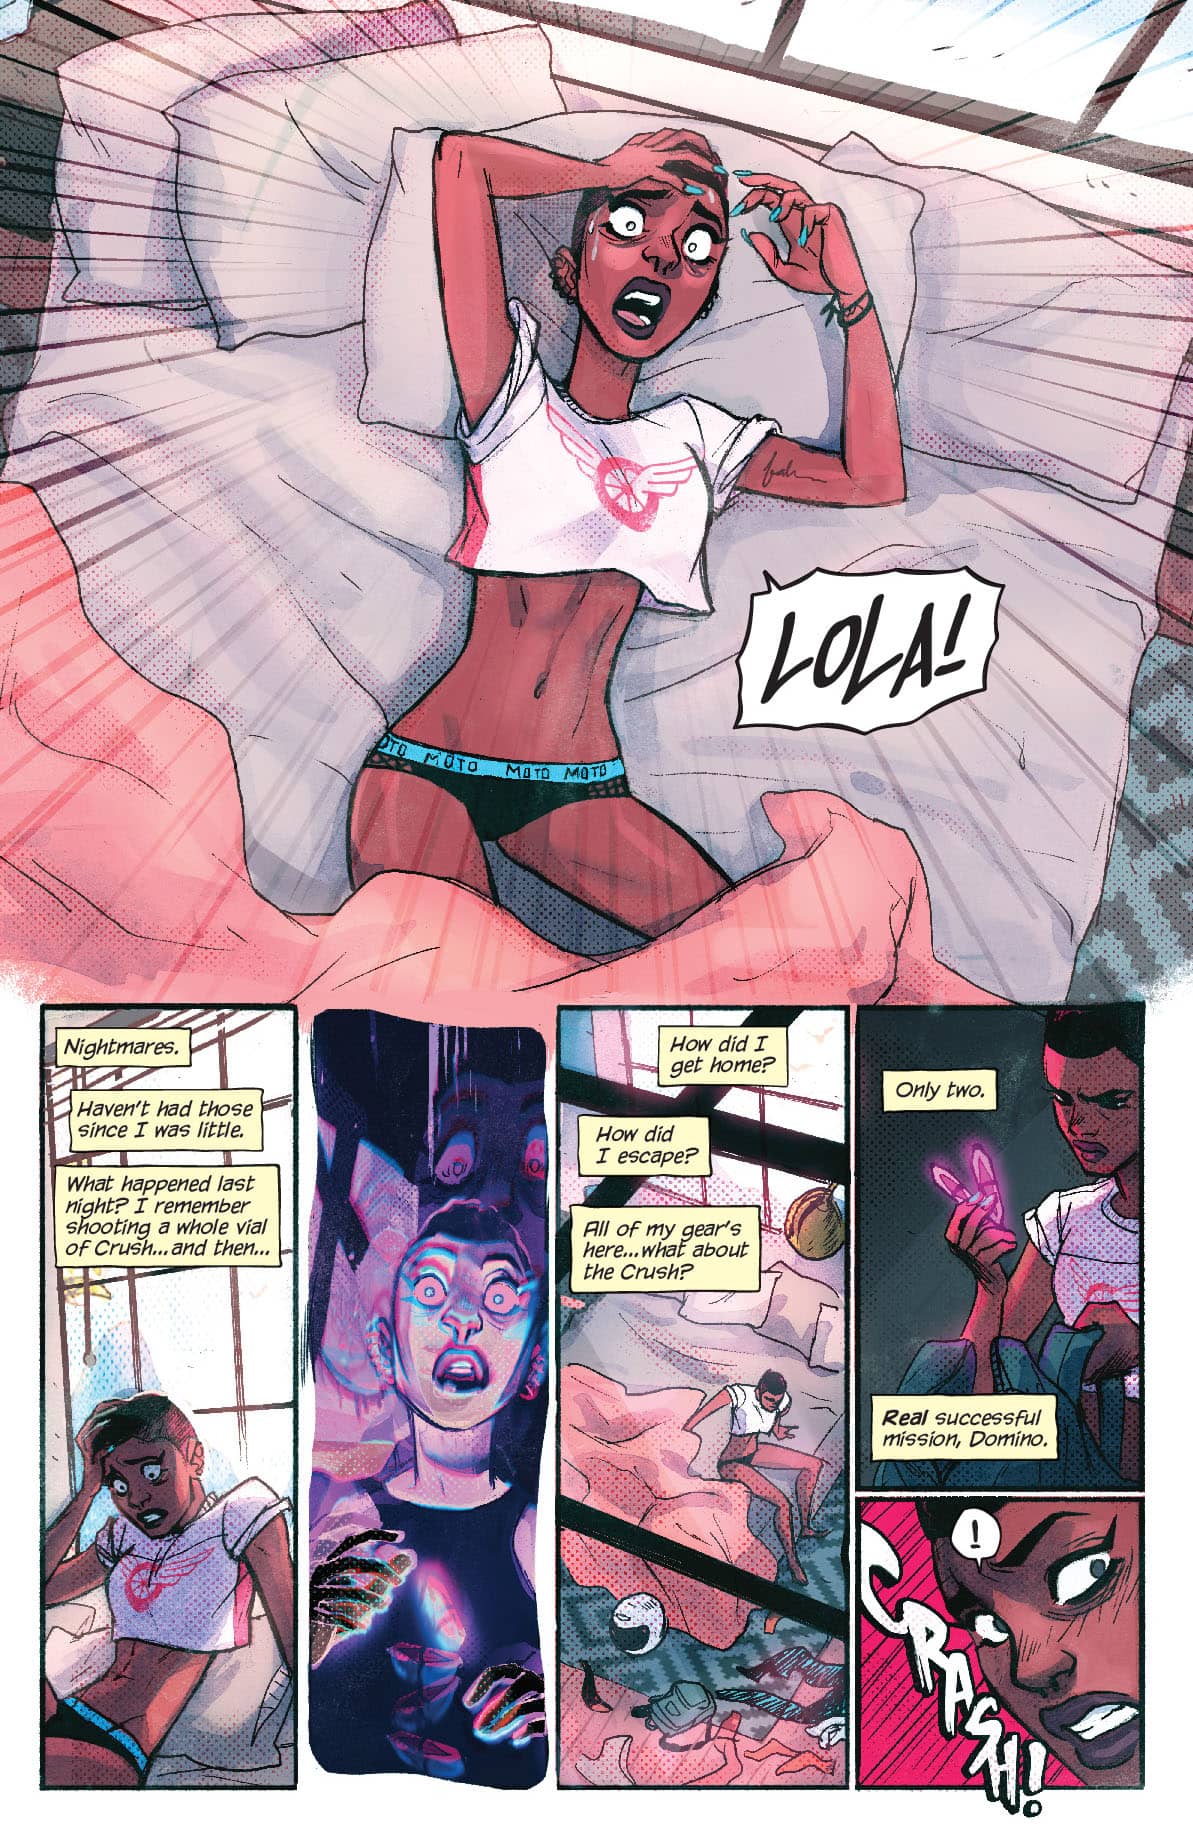 LOLA!
MOTO MOTO MOTO
Nightmares.
Haven't had those
since I was little.
What happened last
night? I remember
shooting a whole vial
of Crush...and then...
How did I
get home?
How did
I escape?
All of my gear's
here...what about
the Crush?
Only two.
Real successful
mission, Domino.
!
CRASH!